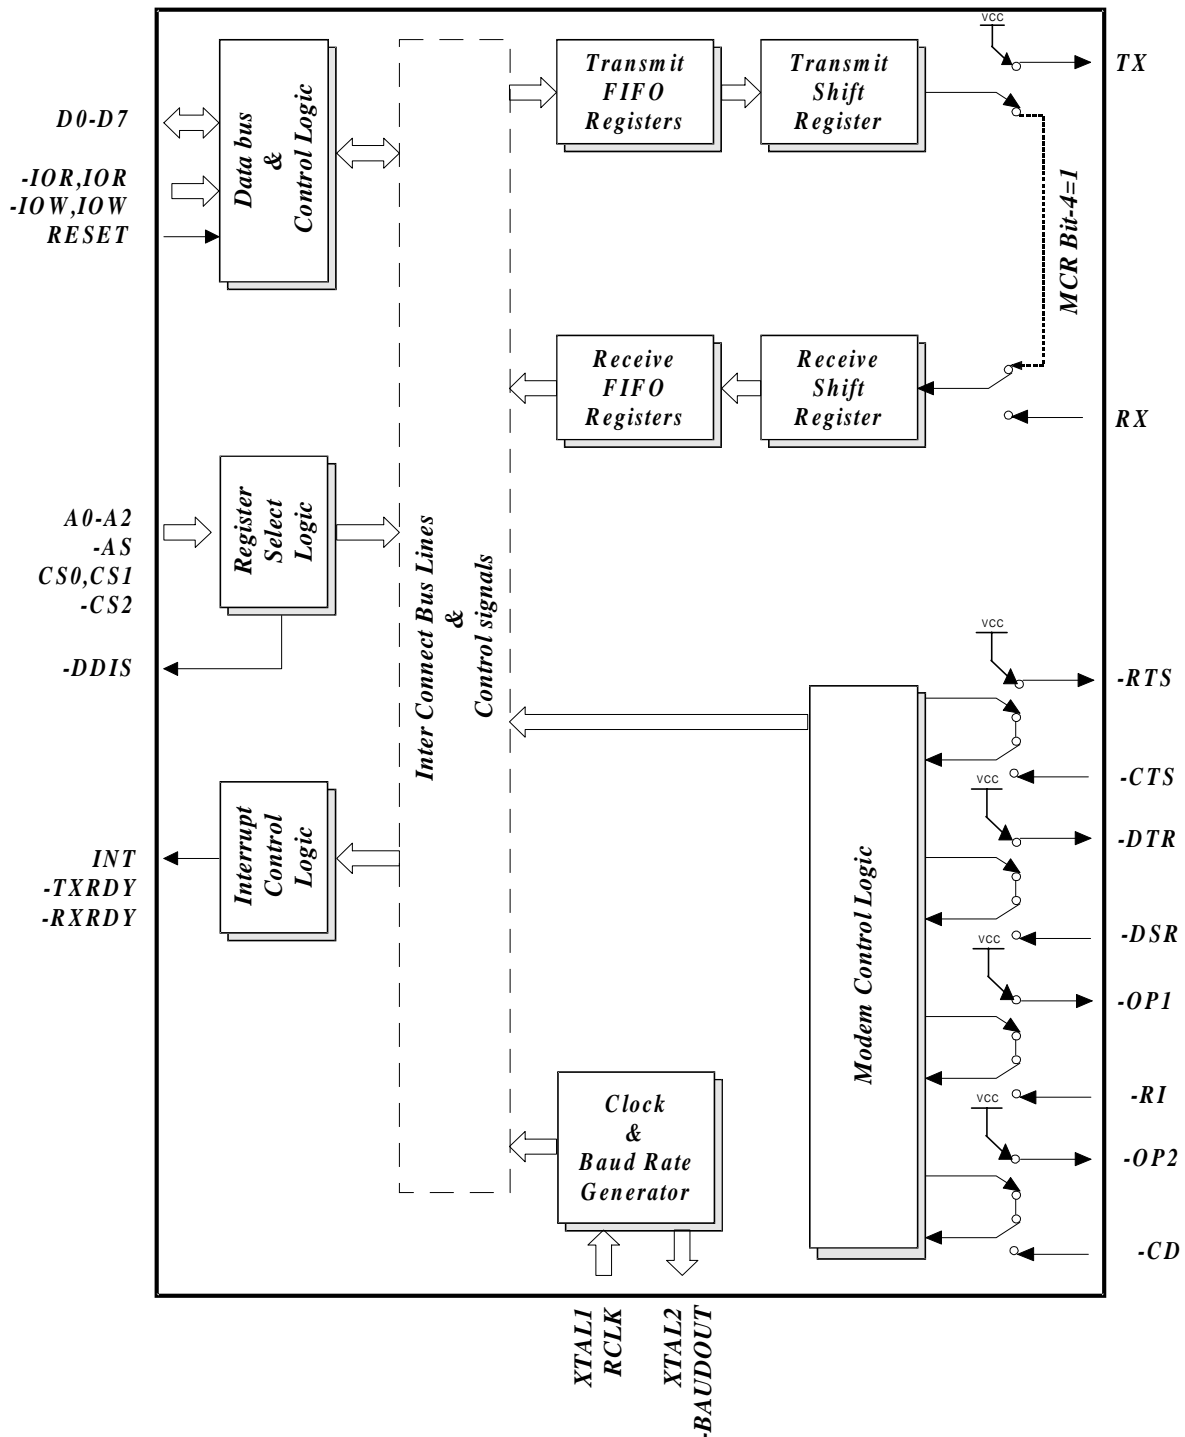 D0-D7
-IOR,IOR
-IOW,IOW
RESET
Data bus
&
Control Logic
A0-A2
-AS
CS0,CS1
-CS2
Register
Select
Logic
-DDIS
INT
-TXRDY
-RXRDY
Interrupt
Control
Logic
Inter Connect Bus Lines
&
Control signals
Transmit
FIFO
Registers
Transmit
Shift
Register
VCC
TX
MCR Bit-4=1
Receive
FIFO
Registers
Receive
Shift
Register
RX
Modem Control Logic
VCC
-RTS
-CTS
VCC
-DTR
-DSR
VCC
-OP1
-RI
VCC
-OP2
-CD
Clock
&
Baud Rate
Generator
XTAL1
RCLK
XTAL2
-BAUDOUT